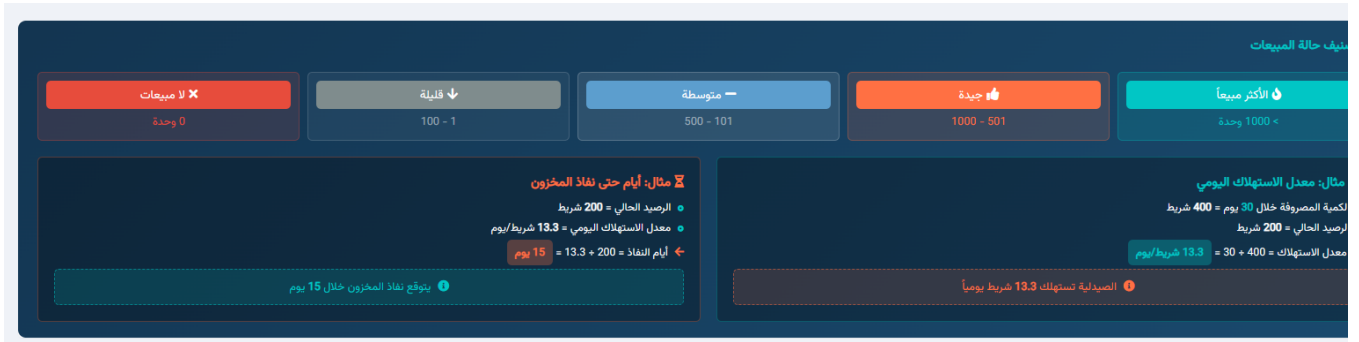 حالة المبيعات
الأكثر مبيعاً
> 1000 وحدة
جيدة
501 - 1000
متوسطة
101 - 500
قليلة
1 - 100
لا مبيعات
0 وحدة
مثال: معدل الاستهلاك اليومي
الكمية المصروفة خلال 30 يوم = 400 شريط
الرصيد الحالي = 200 شريط
معدل الاستهلاك = 400 ÷ 30 = 13.3 شريط/يوم
الصيدلية تستهلك 13.3 شريط يومياً
مثال: أيام حتى نفاذ المخزون
الرصيد الحالي = 200 شريط
معدل الاستهلاك اليومي = 13.3 شريط/يوم
أيام النفاذ = 200 ÷ 13.3 = 15 يوم
يتوقع نفاذ المخزون خلال 15 يوم